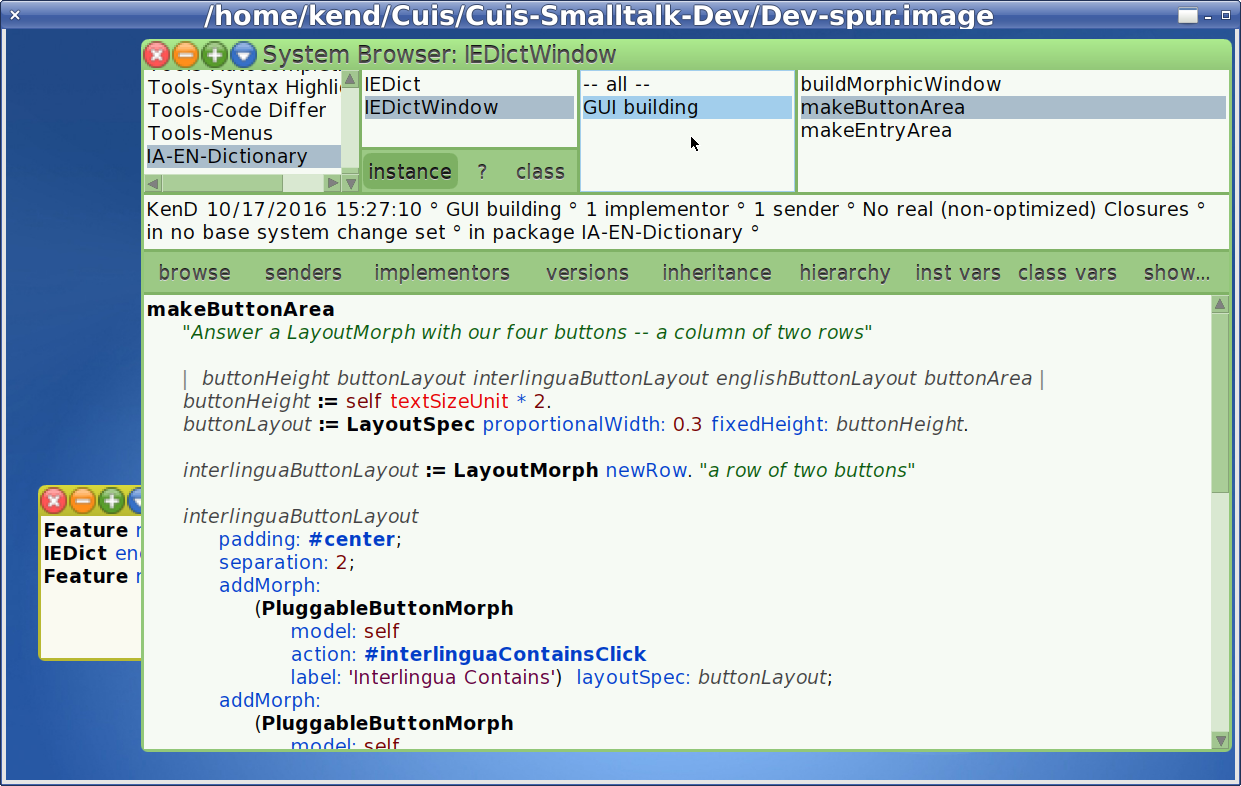 /home/kend/Cuis/Cuis-Smalltalk-Dev/Dev-spur.image
System Browser: IEDictWindow
Tools-Syntax Highli
Tools-Code Differ
Tools-Menus
IA-EN-Dictionary
IEDict
IEDictWindow
instance ? class
-- all --
GUI building
buildMorphicWindow
makeButtonArea
makeEntryArea
KenD 10/17/2016 15:27:10 ° GUI building ° 1 implementor ° 1 sender ° No real (non-optimized) Closures °
in no base system change set ° in package IA-EN-Dictionary °
browse senders implementors versions inheritance hierarchy inst vars class vars show...
makeButtonArea
"Answer a LayoutMorph with our four buttons -- a column of two rows"
| buttonHeight buttonLayout interlinguaButtonLayout englishButtonLayout buttonArea |
buttonHeight := self textSizeUnit * 2.
buttonLayout := LayoutSpec proportionalWidth: 0.3 fixedHeight: buttonHeight.
interlinguaButtonLayout := LayoutMorph newRow. "a row of two buttons"
interlinguaButtonLayout
padding: #center;
separation: 2;
addMorph:
(PluggableButtonMorph
model: self
action: #interlinguaContainsClick
label: 'Interlingua Contains') layoutSpec: buttonLayout;
addMorph:
(PluggableButtonMorph
model: self
Feature
IEDict en
Feature